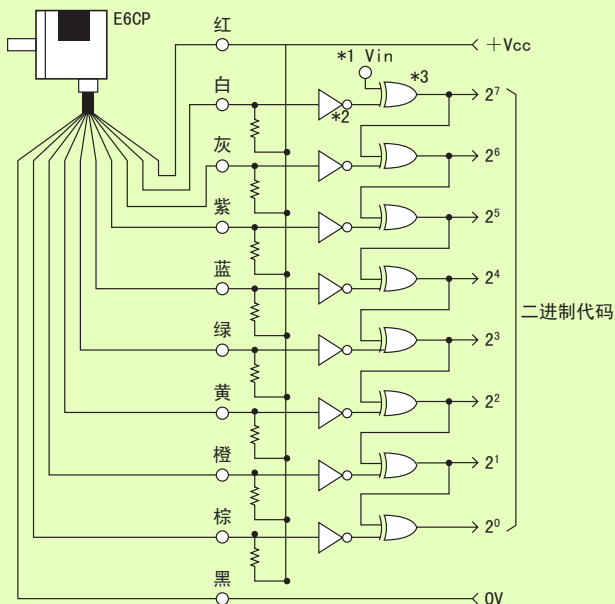 E6CP
红
＋Vcc
*1 Vin
*3
白
*2
2⁷
灰
2⁶
紫
2⁵
蓝
2⁴
二进制代码
绿
2³
黄
2²
橙
2¹
棕
2⁰
黑
0V